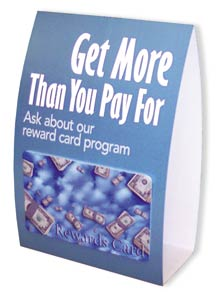 Get More
Than You Pay For
Ask about our
reward card program
Rewards Card